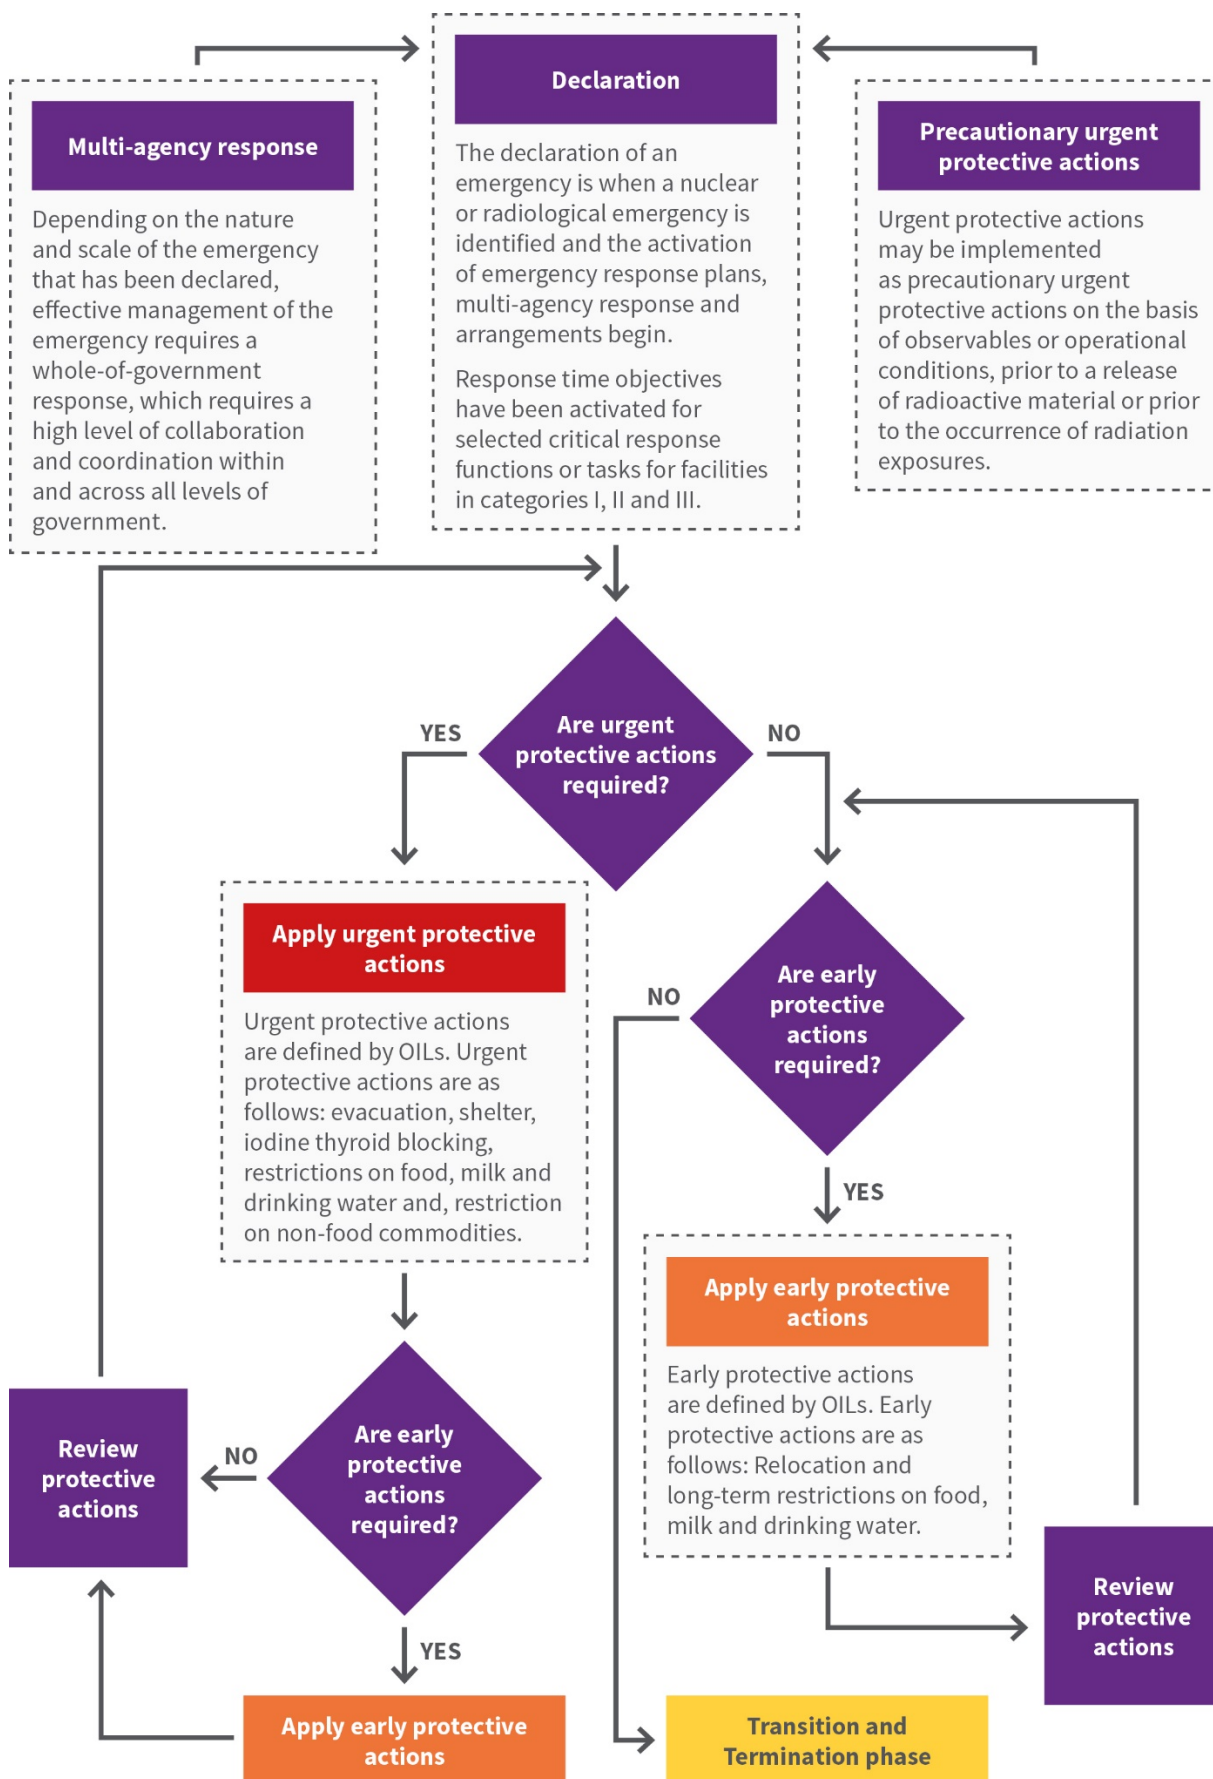 Multi-agency response
Depending on the nature
and scale of the emergency
that has been declared,
effective management of the
emergency requires a
whole-of-government
response, which requires a
high level of collaboration
and coordination within
and across all levels of
government.
Declaration
The declaration of an
emergency is when a nuclear
or radiological emergency is
identified and the activation
of emergency response plans,
multi-agency response and
arrangements begin.
Response time objectives
have been activated for
selected critical response
functions or tasks for facilities
in categories I, II and III.
Precautionary urgent
protective actions
Urgent protective actions
may be implemented
as precautionary urgent
protective actions on the basis
of observables or operational
conditions, prior to a release
of radioactive material or prior
to the occurrence of radiation
exposures.
Are urgent
protective actions
required?
YES
NO
Apply urgent protective
actions
Urgent protective actions
are defined by OILs. Urgent
protective actions are as
follows: evacuation, shelter,
iodine thyroid blocking,
restrictions on food, milk and
drinking water and, restriction
on non-food commodities.
Are early
protective
actions
required?
NO
YES
Apply early protective
actions
Early protective actions
are defined by OILs. Early
protective actions are as
follows: Relocation and
long-term restrictions on food,
milk and drinking water.
Review
protective
actions
NO
Are early
protective
actions
required?
YES
Review
protective
actions
Apply early protective
actions
Transition and
Termination phase